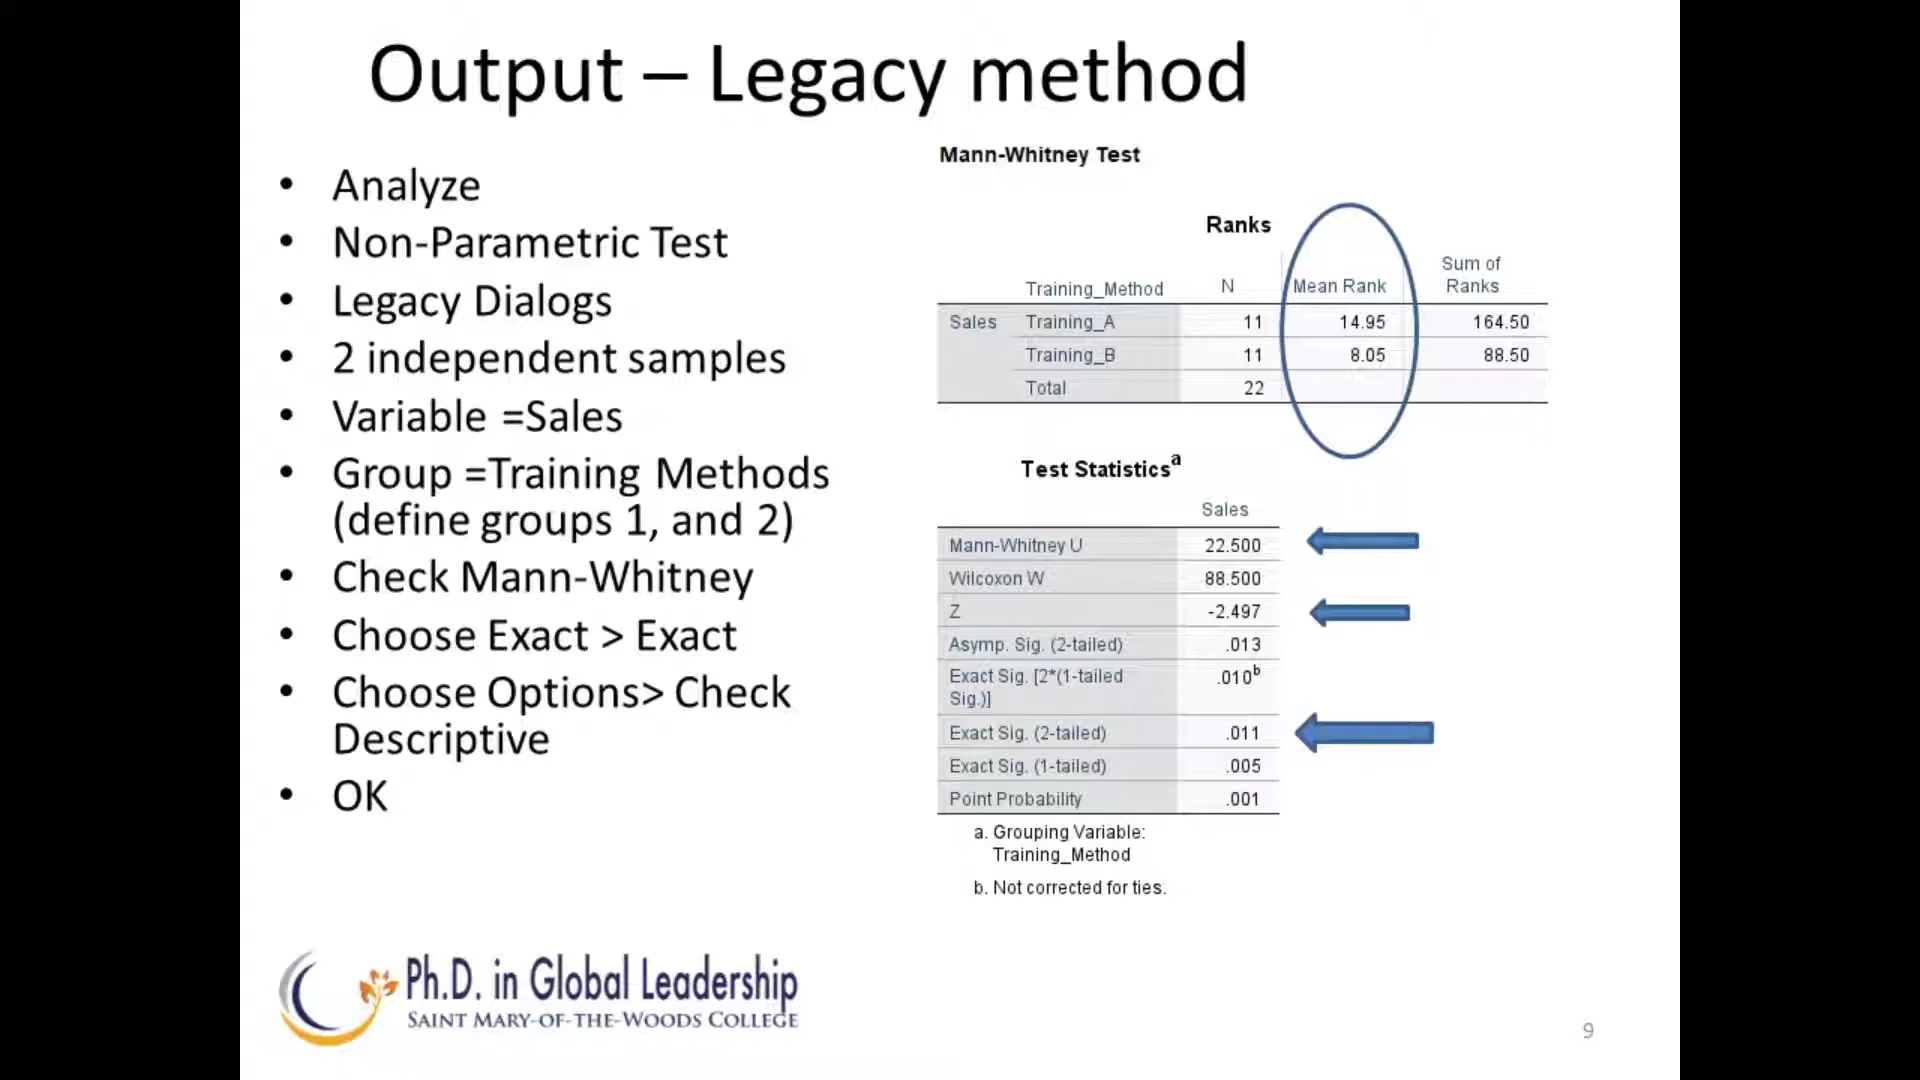 Output – Legacy method
• Analyze
• Non-Parametric Test
• Legacy Dialogs
• 2 independent samples
• Variable =Sales
• Group =Training Methods
(define groups 1, and 2)
• Check Mann-Whitney
• Choose Exact > Exact
• Choose Options> Check
Descriptive
• OK
Mann-Whitney Test
Ranks
Training_Method N Mean Rank Sum of Ranks
Sales Training_A 11 14.95 164.50
Training_B 11 8.05 88.50
Total 22
Test Statisticsª
Sales
Mann-Whitney U 22.500
Wilcoxon W 88.500
Z -2.497
Asymp. Sig. (2-tailed) .013
Exact Sig. [2*(1-tailed Sig.)] .010ᵇ
Exact Sig. (2-tailed) .011
Exact Sig. (1-tailed) .005
Point Probability .001
a. Grouping Variable:
Training_Method
b. Not corrected for ties.
Ph.D. in Global Leadership
SAINT MARY-OF-THE-WOODS COLLEGE
9